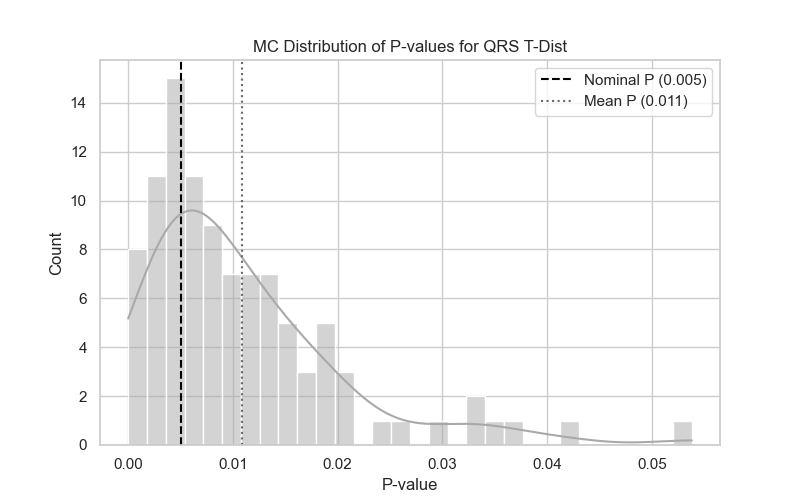 MC Distribution of P-values for QRS T-Dist
Nominal P (0.005)
Mean P (0.011)
Count
14
12
10
8
6
4
2
0
0.00 0.01 0.02 0.03 0.04 0.05
P-value